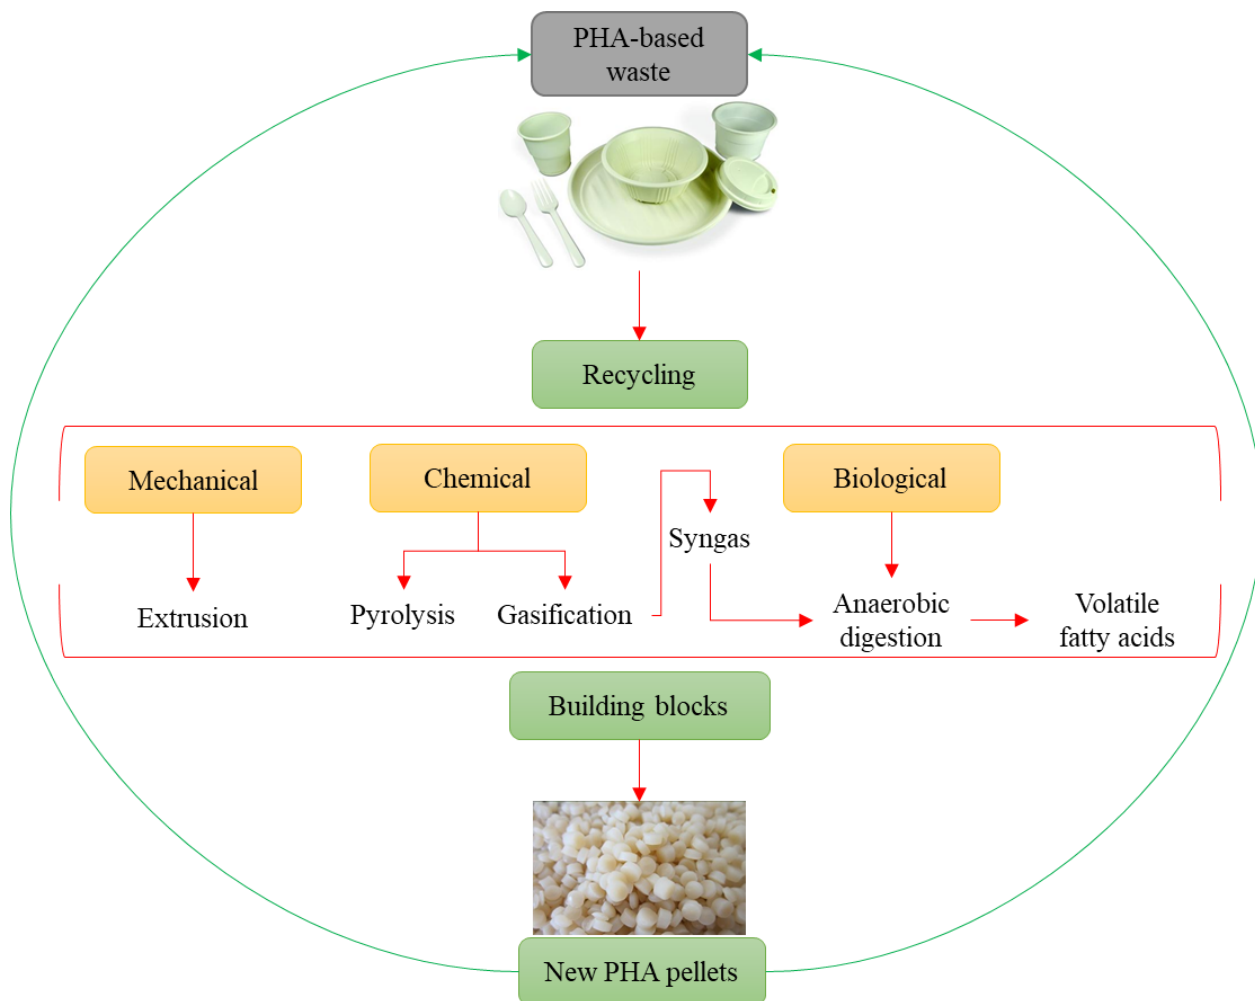 PHA-based
waste
Recycling
Mechanical
Chemical
Biological
Syngas
Extrusion
Pyrolysis
Gasification
Anaerobic
digestion
Volatile
fatty acids
Building blocks
New PHA pellets